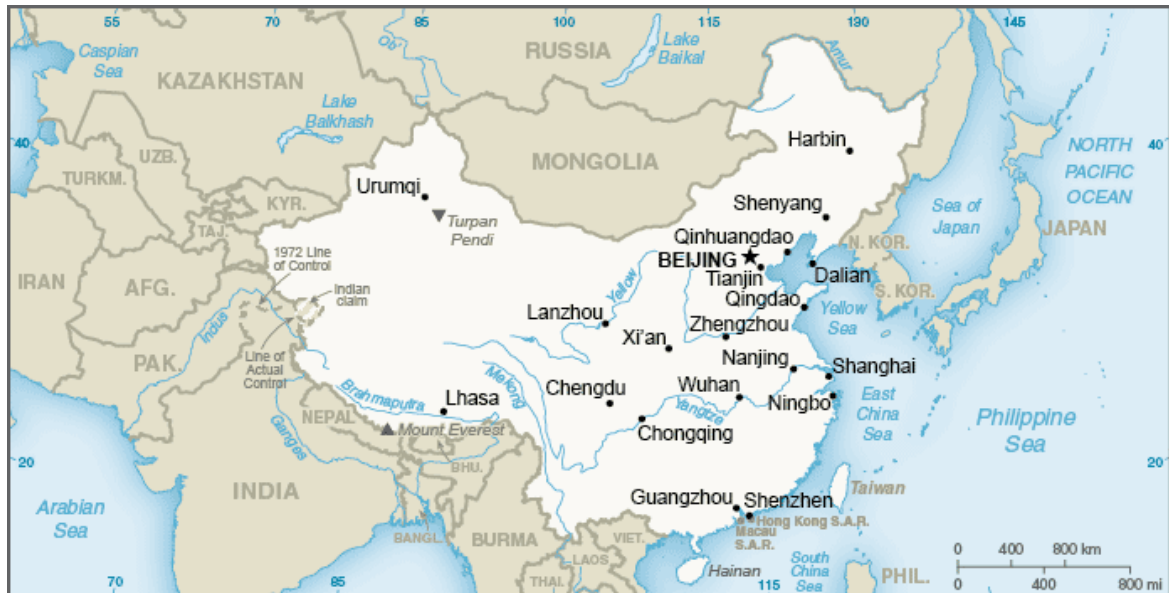 55
70
85
100
115
130
145
Caspian
Sea
KAZAKHSTAN
Ob'
RUSSIA
Lake
Baikal
Amur
Lake
Balkhash
40
UZB.
TURKM.
KYR.
TAJ.
MONGOLIA
Harbin
40
NORTH
PACIFIC
OCEAN
Urumqi
Turpan
Pendi
Shenyang
Sea of
Japan
JAPAN
IRAN
AFG.
1972 Line
of Control
Indian
claim
Qinhuangdao
BEIJING
Tianjin
Dalian
N. KOR.
S. KOR.
Indus
Yellow
Qingdao
Yellow
Sea
PAK.
Line of
Actual
Control
Lanzhou
Xi'an
Zhengzhou
Nanjing
Shanghai
Mekong
Brahmaputra
Lhasa
Chengdu
Wuhan
Ningbo
East
China
Sea
NEPAL
Mount Everest
Yangtze
Chongqing
Philippine
Sea
Ganges
BHU.
20
INDIA
20
Arabian
Sea
Guangzhou
Shenzhen
Taiwan
Hong Kong S.A.R.
Macau
S.A.R.
BANGL.
BURMA
VIET.
LAOS
THAI.
Hainan
South
China
Sea
PHIL.
0 400 800 km
0 400 800 mi
70
85
115